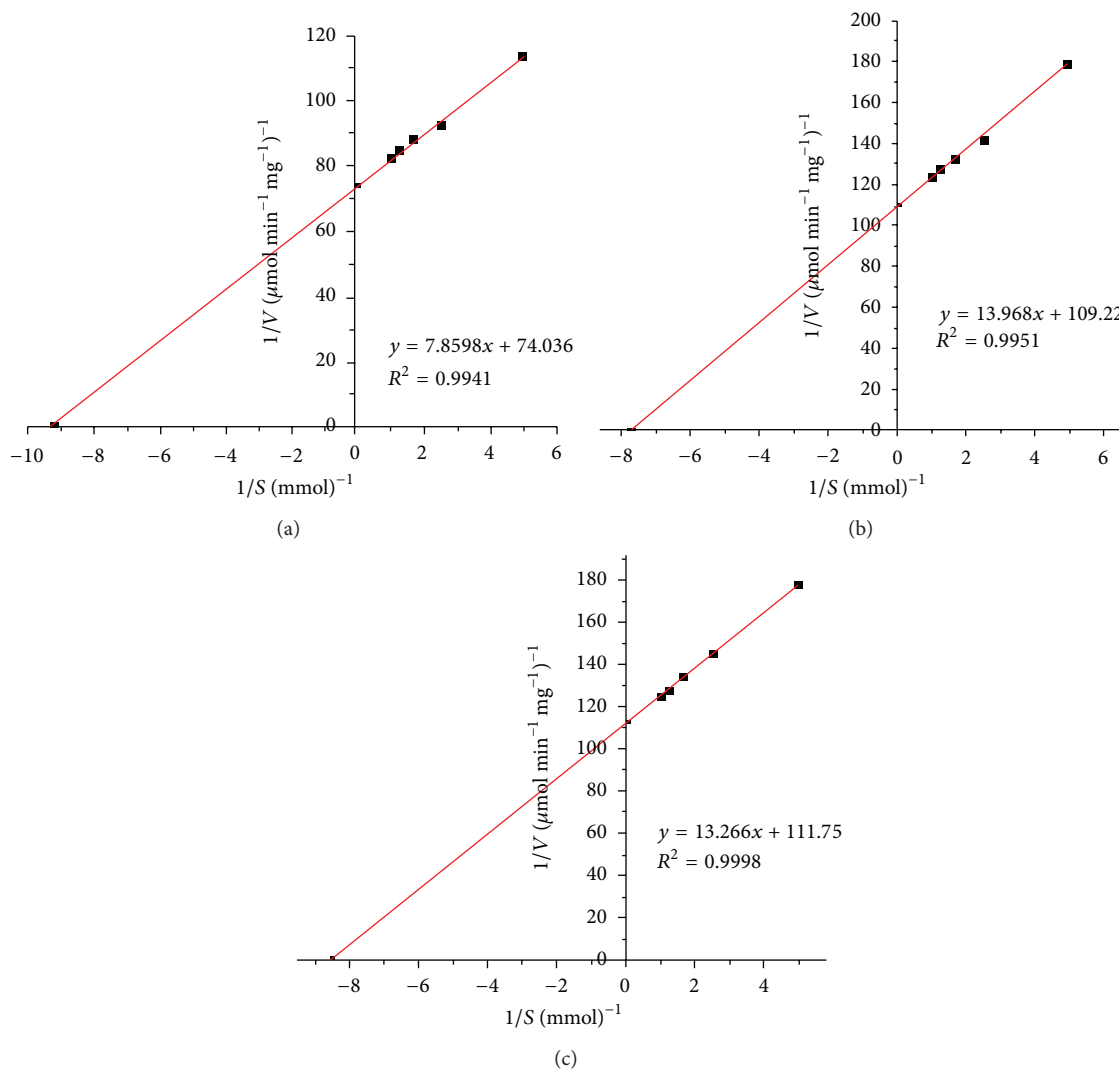 120
100
80
60
40
20
0
1/V (μmol min⁻¹ mg⁻¹)⁻¹
y = 7.8598x + 74.036
R² = 0.9941
−10 −8 −6 −4 −2 0 2 4 6
1/S (mmol)⁻¹
(a)
200
180
160
140
120
100
80
60
40
20
0
1/V (μmol min⁻¹ mg⁻¹)⁻¹
y = 13.968x + 109.22
R² = 0.9951
−8 −6 −4 −2 0 2 4 6
1/S (mmol)⁻¹
(b)
180
160
140
120
100
80
60
40
20
0
1/V (μmol min⁻¹ mg⁻¹)⁻¹
y = 13.266x + 111.75
R² = 0.9998
−8 −6 −4 −2 0 2 4
1/S (mmol)⁻¹
(c)